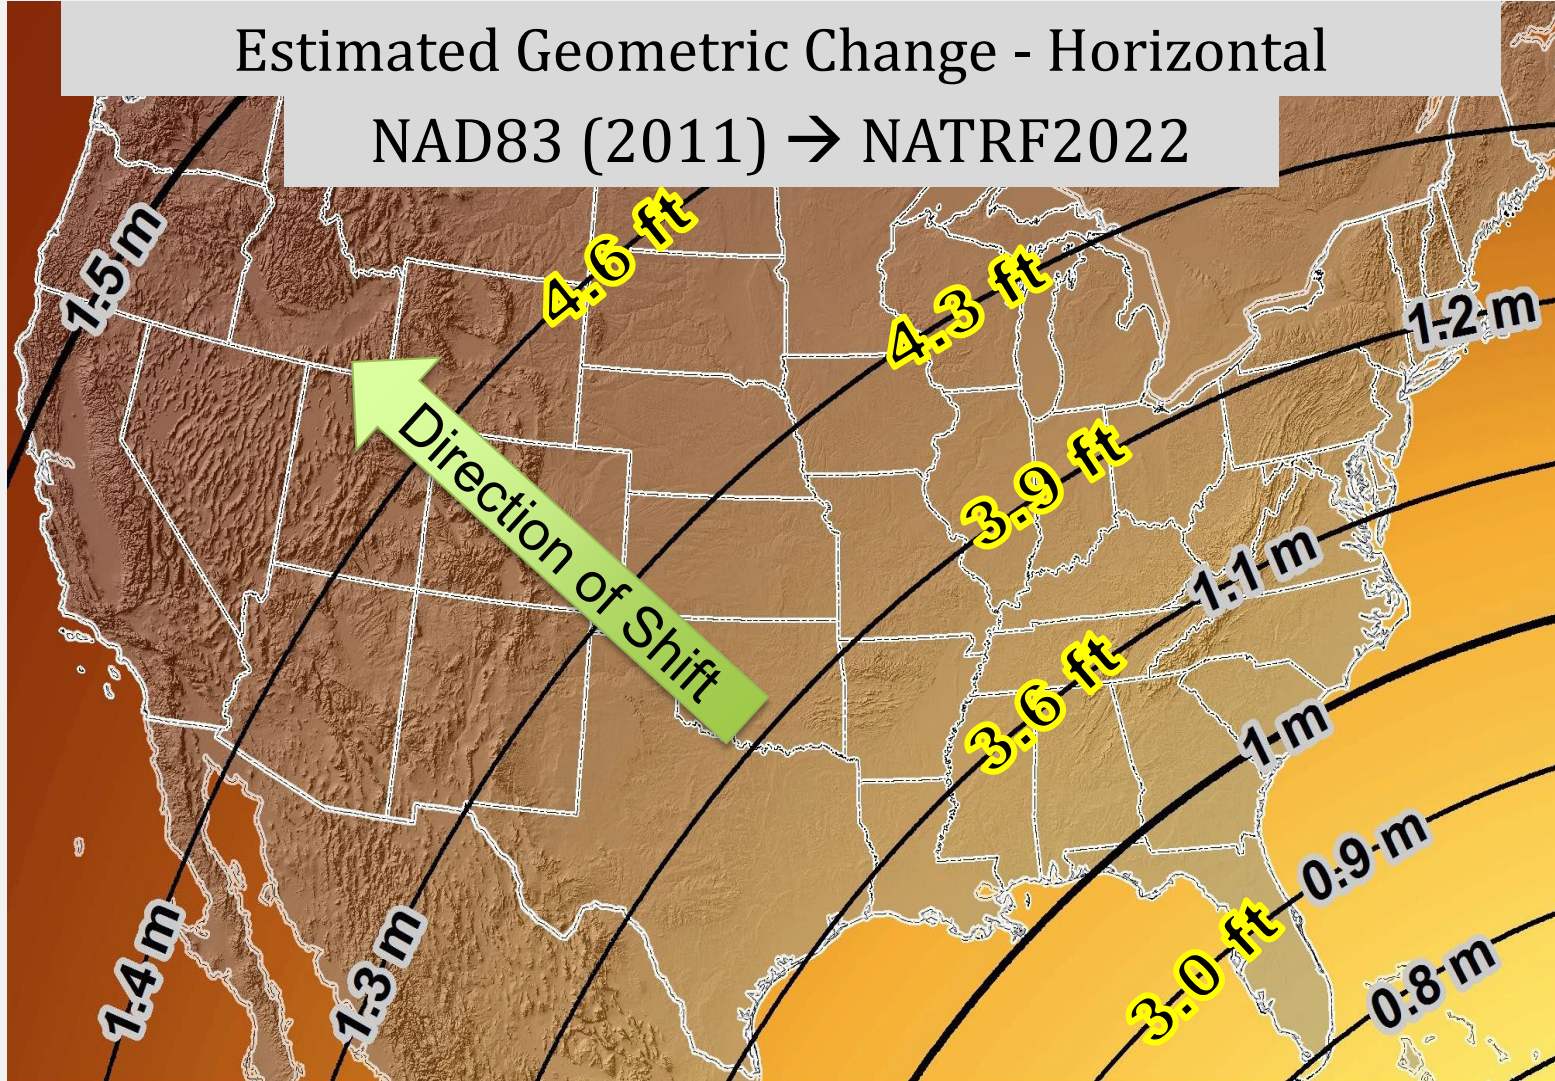 Estimated Geometric Change - Horizontal
NAD83 (2011) → NATRF2022
1.5 m
4.6 ft
4.3 ft
1.2 m
Direction of Shift
3.9 ft
1.1 m
3.6 ft
1 m
0.9 m
1.4 m
1.3 m
3.0 ft
0.8 m